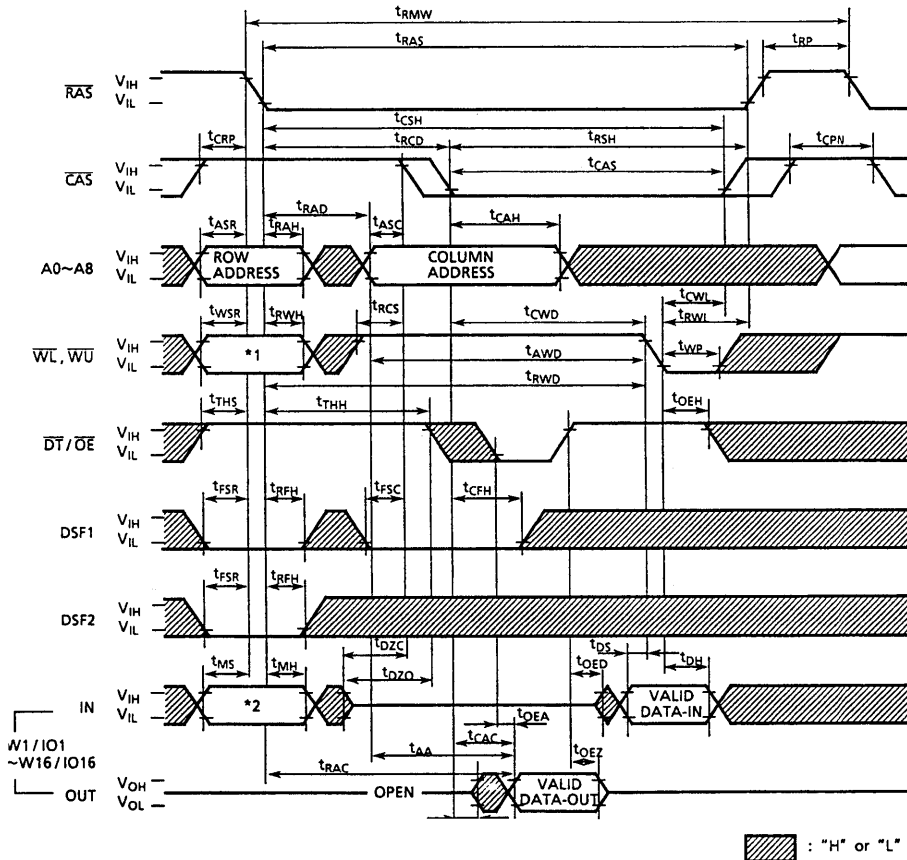 tRMW
tRAS
tRP
RAS
VIH
VIL
tCSH
tCRP
tRCD
tRSH
tCPN
CAS
VIH
VIL
tCAS
tRAD
tASR
tRAH
tASC
tCAH
A0~A8
VIH
VIL
ROW ADDRESS
COLUMN ADDRESS
tCWL
tWSR
tRWH
tRCS
tCWD
tRWL
WL, WU
VIH
VIL
*1
tAWD
tWP
tRWD
tTHS
tTHH
tOEH
DT/OE
VIH
VIL
tFSR
tRFH
tFSC
tCFH
DSF1
VIH
VIL
tFSR
tRFH
DSF2
VIH
VIL
tDZC
tDS
tMS
tMH
tDZO
tOED
tDH
IN
VIH
VIL
*2
VALID DATA-IN
tOEA
W1/IO1
~W16/IO16
tCAC
tAA
tOEZ
tRAC
OUT
VOH
VOL
OPEN
VALID DATA-OUT
: "H" or "L"